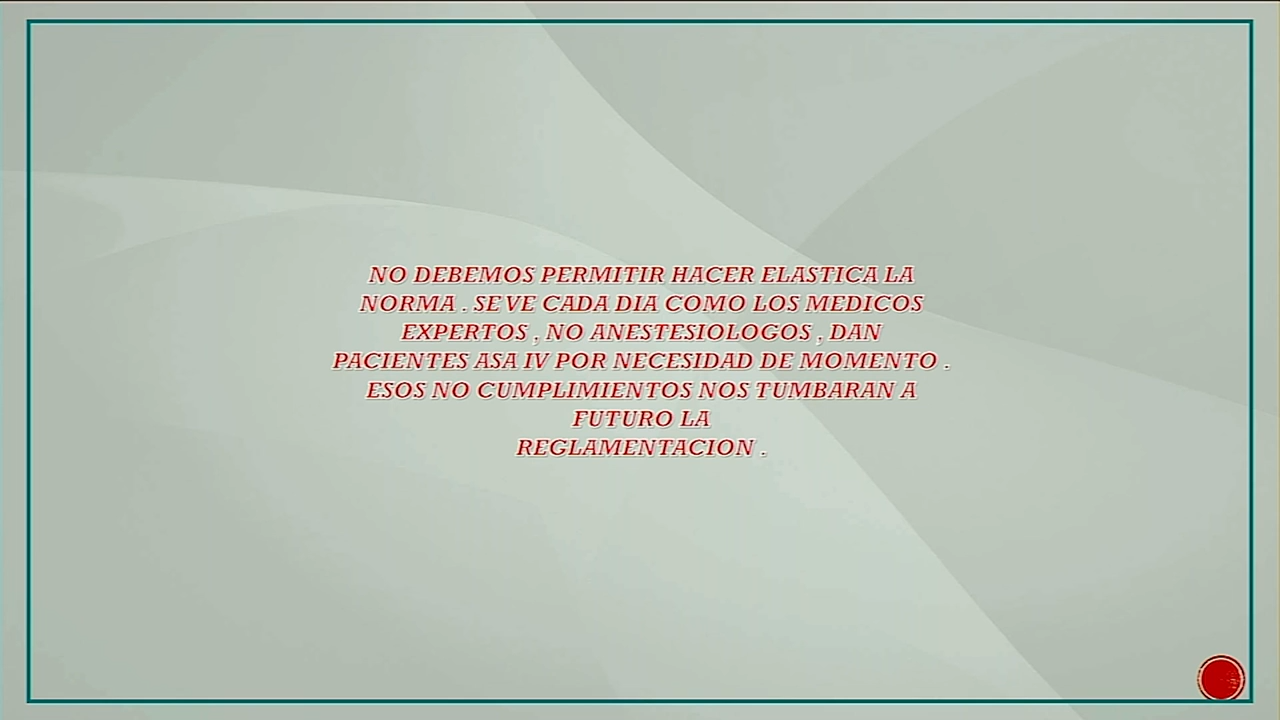 NO DEBEMOS PERMITIR HACER ELASTICA LA
NORMA . SE VE CADA DIA COMO LOS MEDICOS
EXPERTOS , NO ANESTESIOLOGOS , DAN
PACIENTES ASA IV POR NECESIDAD DE MOMENTO .
ESOS NO CUMPLIMIENTOS NOS TUMBARAN A
FUTURO LA
REGLAMENTACION .